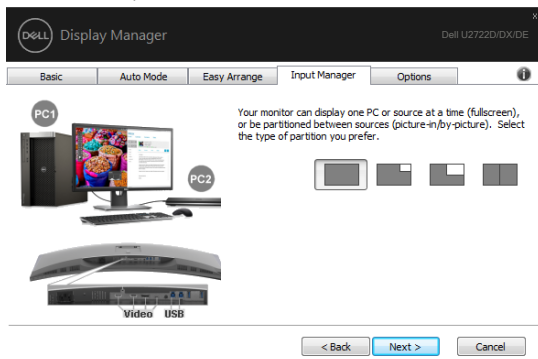 DELL Display Manager
Dell U2722D/DX/DE
Basic Auto Mode Easy Arrange Input Manager Options
PC1
Your monitor can display one PC or source at a time (fullscreen),
or be partitioned between sources (picture-in/by-picture). Select
the type of partition you prefer.
PC2
Video USB
< Back Next > Cancel